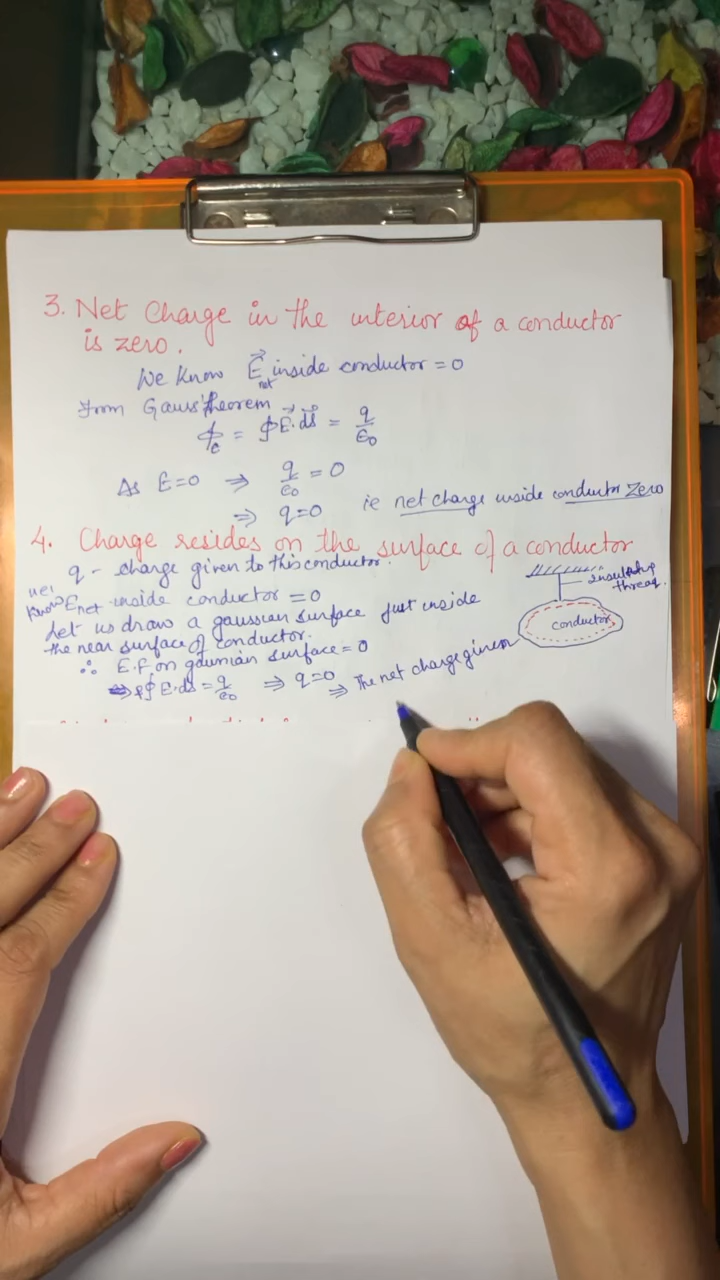 3. Net Charge in the interior of a conductor
is zero.
We know E⃗net inside conductor = 0
From Gauss Theorem
ϕE = ∮E⃗.ds⃗ = q/ε0
As E=0 ⇒ q/ε0 = 0
⇒ q=0 ie net charge inside conductor zero
4. Charge resides on the surface of a conductor
q - charge given to this conductor.
we know Enet inside conductor = 0
Let us draw a gaussian surface just inside
the near surface of conductor.
∴ E.F on gaussian surface = 0
⇒ ∮E.ds = q/ε0 ⇒ q=0 ⇒ The net charge given
insulating
thread.
conductor